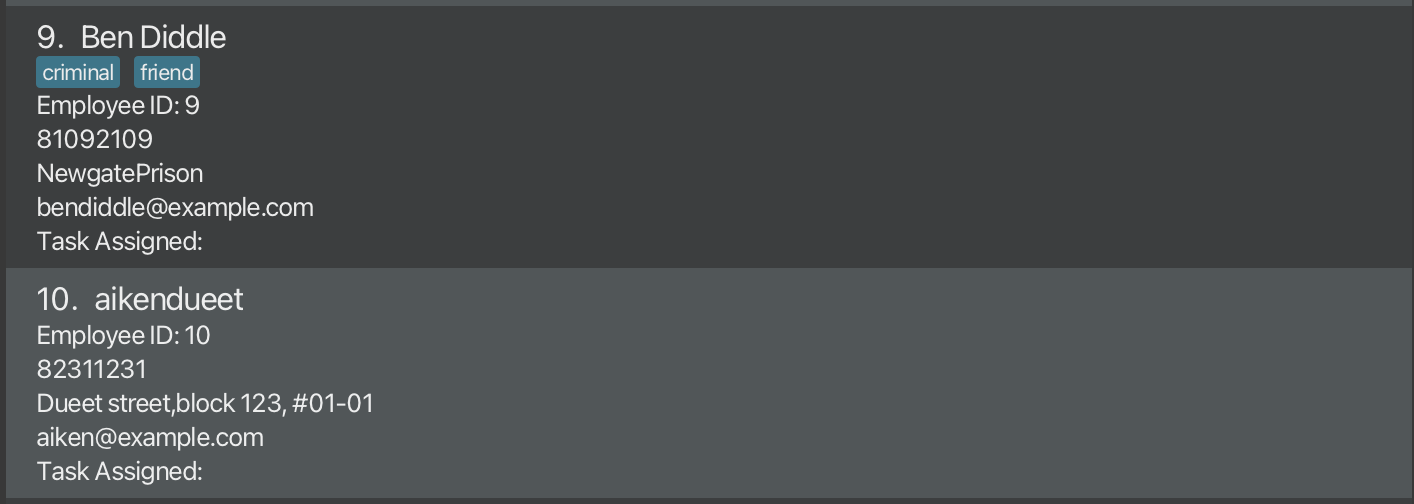 9. Ben Diddle
criminal friend
Employee ID: 9
81092109
NewgatePrison
bendiddle@example.com
Task Assigned:
10. aikendueet
Employee ID: 10
82311231
Dueet street,block 123, #01-01
aiken@example.com
Task Assigned: